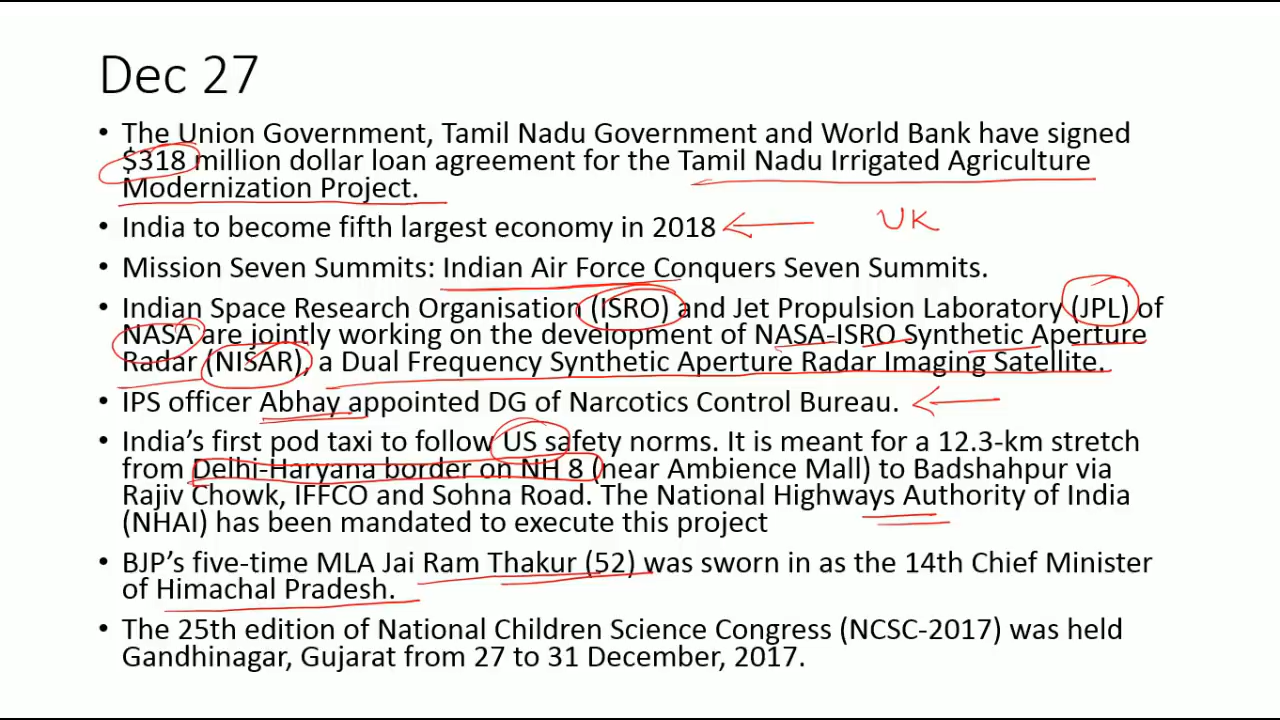 Dec 27
• The Union Government, Tamil Nadu Government and World Bank have signed
$318 million dollar loan agreement for the Tamil Nadu Irrigated Agriculture
Modernization Project.
• India to become fifth largest economy in 2018 UK
• Mission Seven Summits: Indian Air Force Conquers Seven Summits.
• Indian Space Research Organisation (ISRO) and Jet Propulsion Laboratory (JPL) of
NASA are jointly working on the development of NASA-ISRO Synthetic Aperture
Radar (NISAR), a Dual Frequency Synthetic Aperture Radar Imaging Satellite.
• IPS officer Abhay appointed DG of Narcotics Control Bureau.
• India’s first pod taxi to follow US safety norms. It is meant for a 12.3-km stretch
from Delhi-Haryana border on NH 8 (near Ambience Mall) to Badshahpur via
Rajiv Chowk, IFFCO and Sohna Road. The National Highways Authority of India
(NHAI) has been mandated to execute this project
• BJP’s five-time MLA Jai Ram Thakur (52) was sworn in as the 14th Chief Minister
of Himachal Pradesh.
• The 25th edition of National Children Science Congress (NCSC-2017) was held
Gandhinagar, Gujarat from 27 to 31 December, 2017.